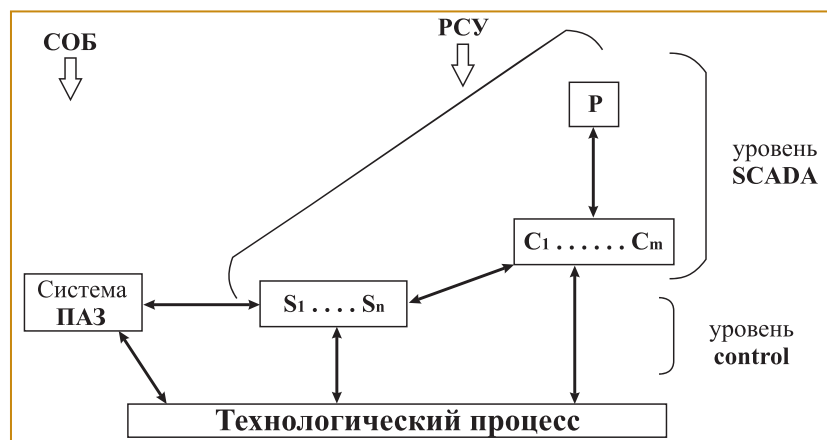 СОБ
РСУ
P
уровень
SCADA
C1 . . . . . . Cm
Система
ПАЗ
S1 . . . . Sn
уровень
control
Технологический процесс